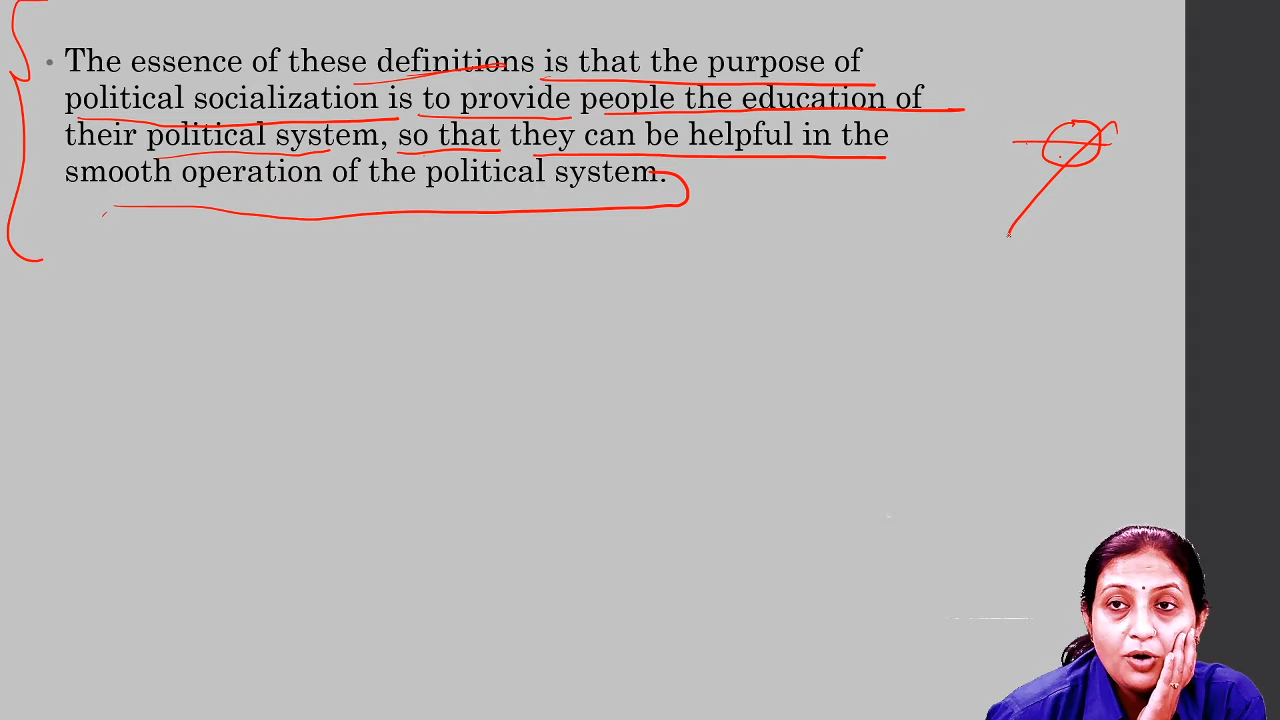 • The essence of these definitions is that the purpose of
political socialization is to provide people the education of
their political system, so that they can be helpful in the
smooth operation of the political system.